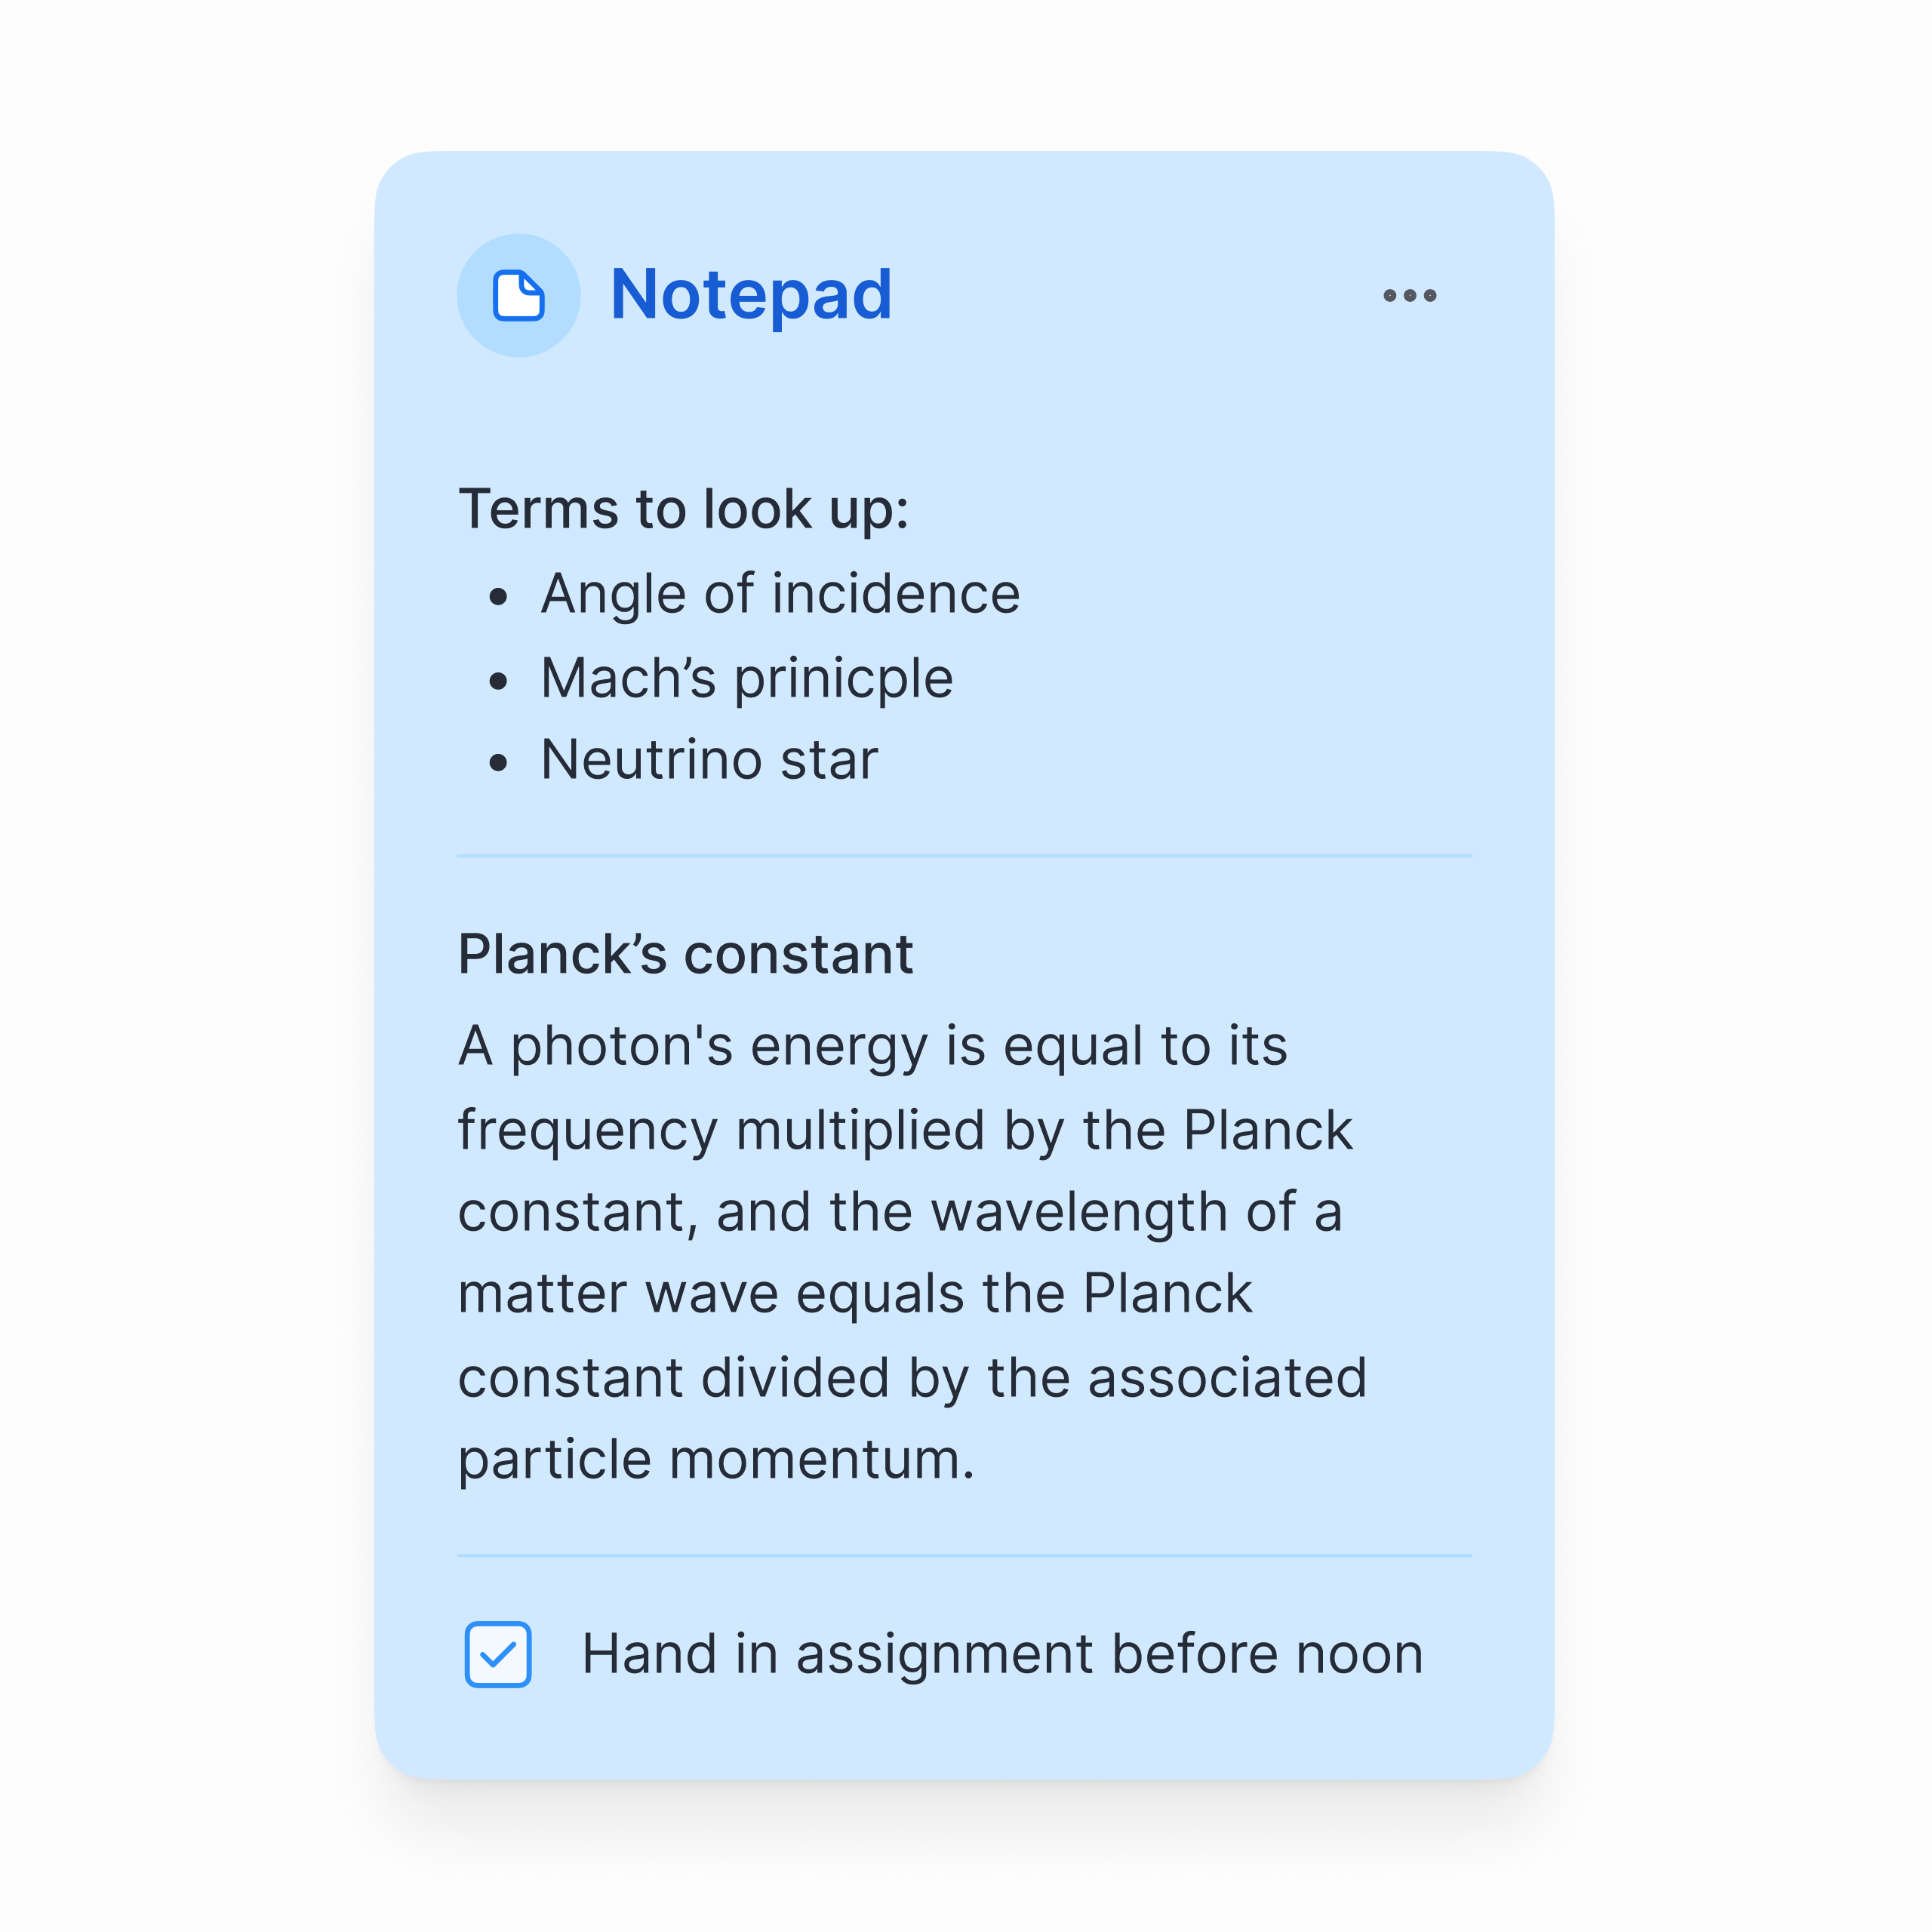 Notepad
Terms to look up:
• Angle of incidence
• Mach’s prinicple
• Neutrino star
Planck’s constant
A photon's energy is equal to its
frequency multiplied by the Planck
constant, and the wavelength of a
matter wave equals the Planck
constant divided by the associated
particle momentum.
Hand in assignment before noon